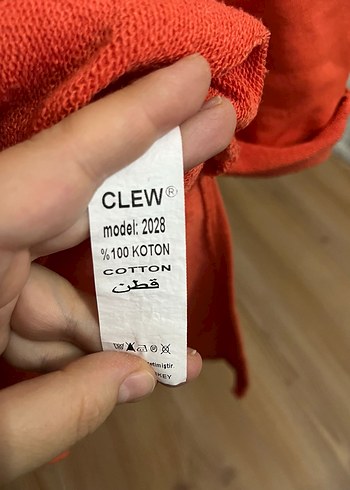 CLEW®
model: 2028
%100 KOTON
COTTON
قطن